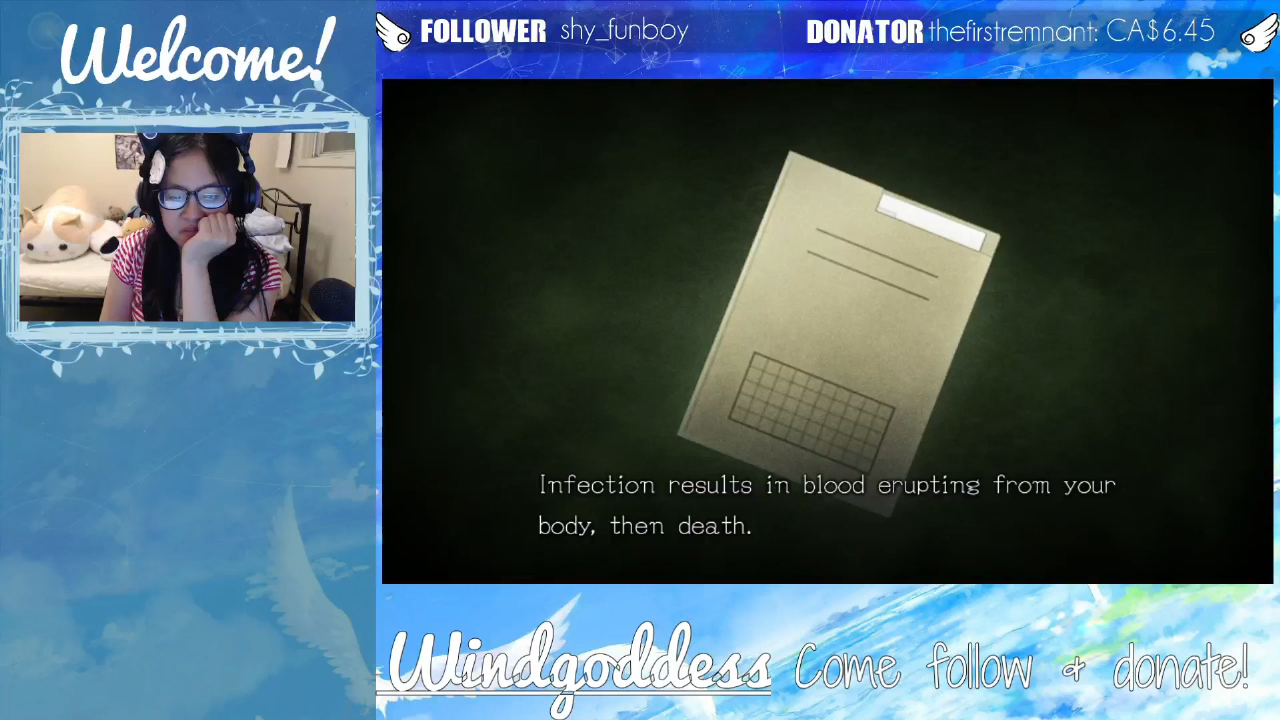 Welcome!
FOLLOWER shy_funboy
DONATOR thefirstremnant: CA$6.45
Infection results in blood erupting from your
body, then death.
Windgoddess
Come follow & donate!